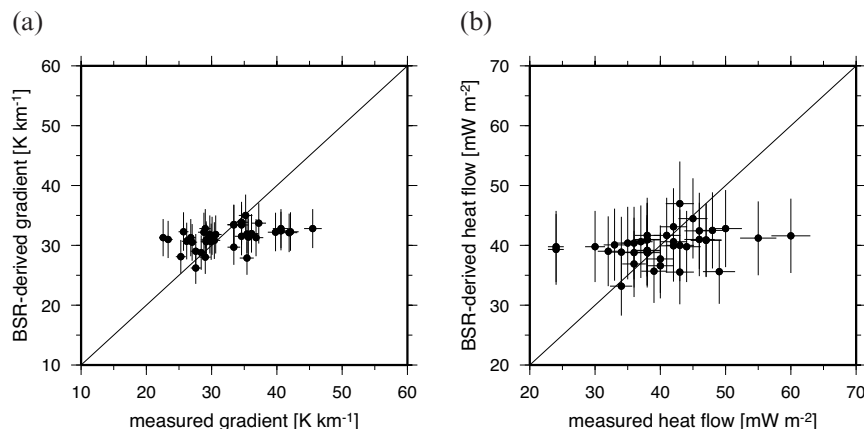 (a)
(b)
BSR-derived gradient [K km-1]
60
50
40
30
20
10
10 20 30 40 50 60
measured gradient [K km-1]
BSR-derived heat flow [mW m-2]
70
60
50
40
30
20
20 30 40 50 60 70
measured heat flow [mW m-2]